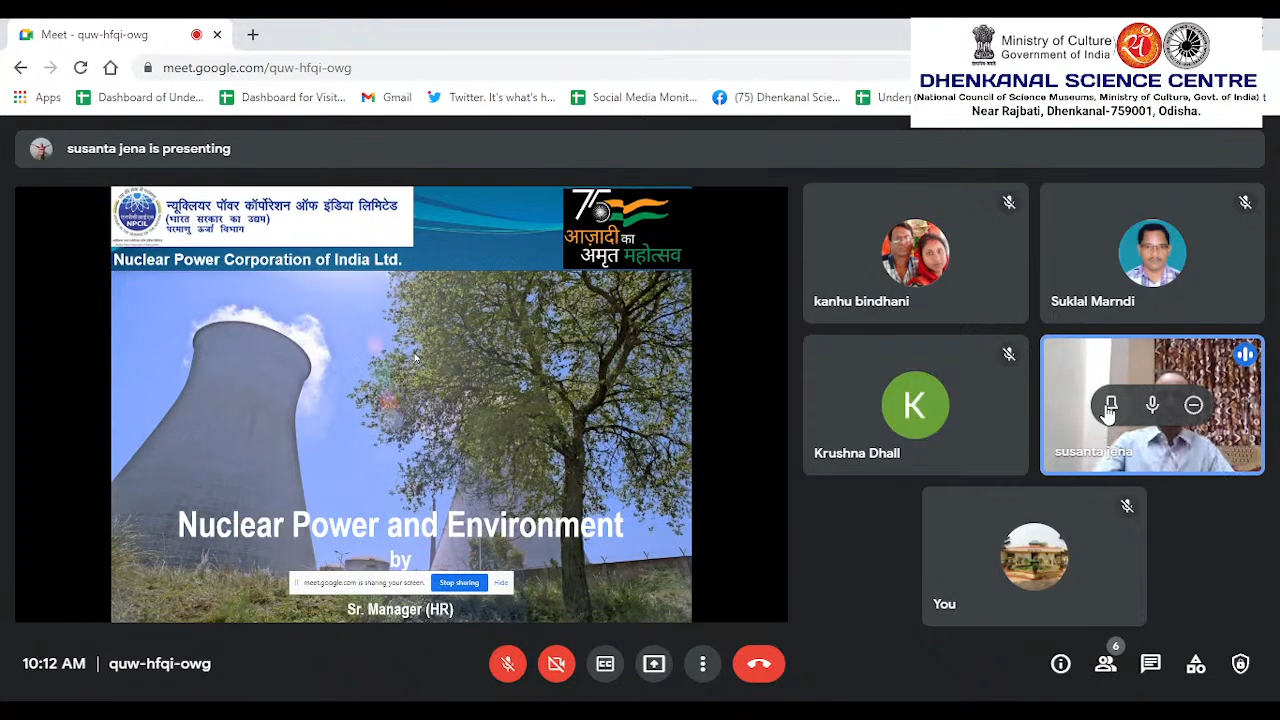 Meet - quw-hfqi-owg
meet.google.com/quw-hfqi-owg
Apps
Dashboard of Unde...
Dashboard for Visit...
Gmail
Twitter. It's what's h...
Social Media Monit...
(75) Dhenkanal Scie...
Ministry of Culture
Government of India
DHENKANAL SCIENCE CENTRE
(National Council of Science Museums, Ministry of Culture, Govt. of India)
Near Rajbati, Dhenkanal-759001, Odisha.
susanta jena is presenting
न्यूक्लियर पॉवर कॉर्पोरेशन ऑफ इंडिया लिमिटेड
(भारत सरकार का उद्यम)
परमाणु ऊर्जा विभाग
NPCIL
Nuclear Power Corporation of India Ltd.
75
आज़ादी का
अमृत महोत्सव
Nuclear Power and Environment
by
meet.google.com is sharing your screen.
Stop sharing
Hide
Sr. Manager (HR)
kanhu bindhani
Suklal Marndi
K
Krushna Dhall
susanta jena
You
10:12 AM | quw-hfqi-owg
CC
6